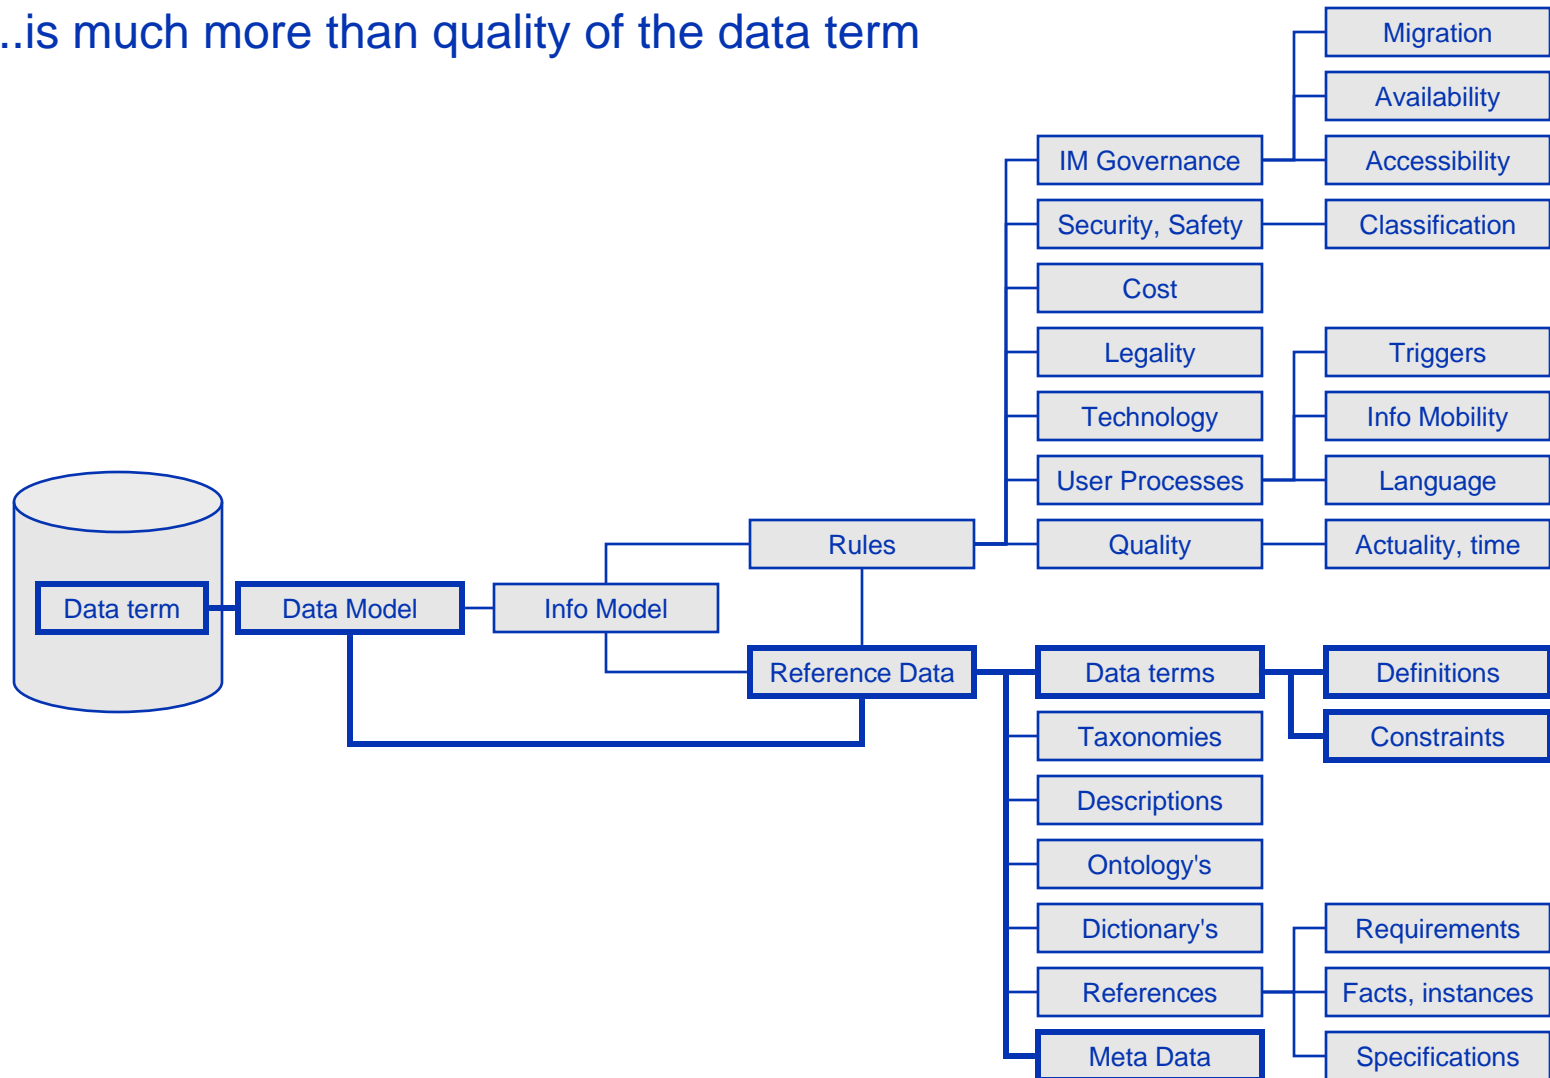 ..is much more than quality of the data term
Migration
Availability
IM Governance
Accessibility
Security, Safety
Classification
Cost
Legality
Triggers
Technology
Info Mobility
User Processes
Language
Rules
Quality
Actuality, time
Data term
Data Model
Info Model
Reference Data
Data terms
Definitions
Taxonomies
Constraints
Descriptions
Ontology's
Dictionary's
Requirements
References
Facts, instances
Meta Data
Specifications